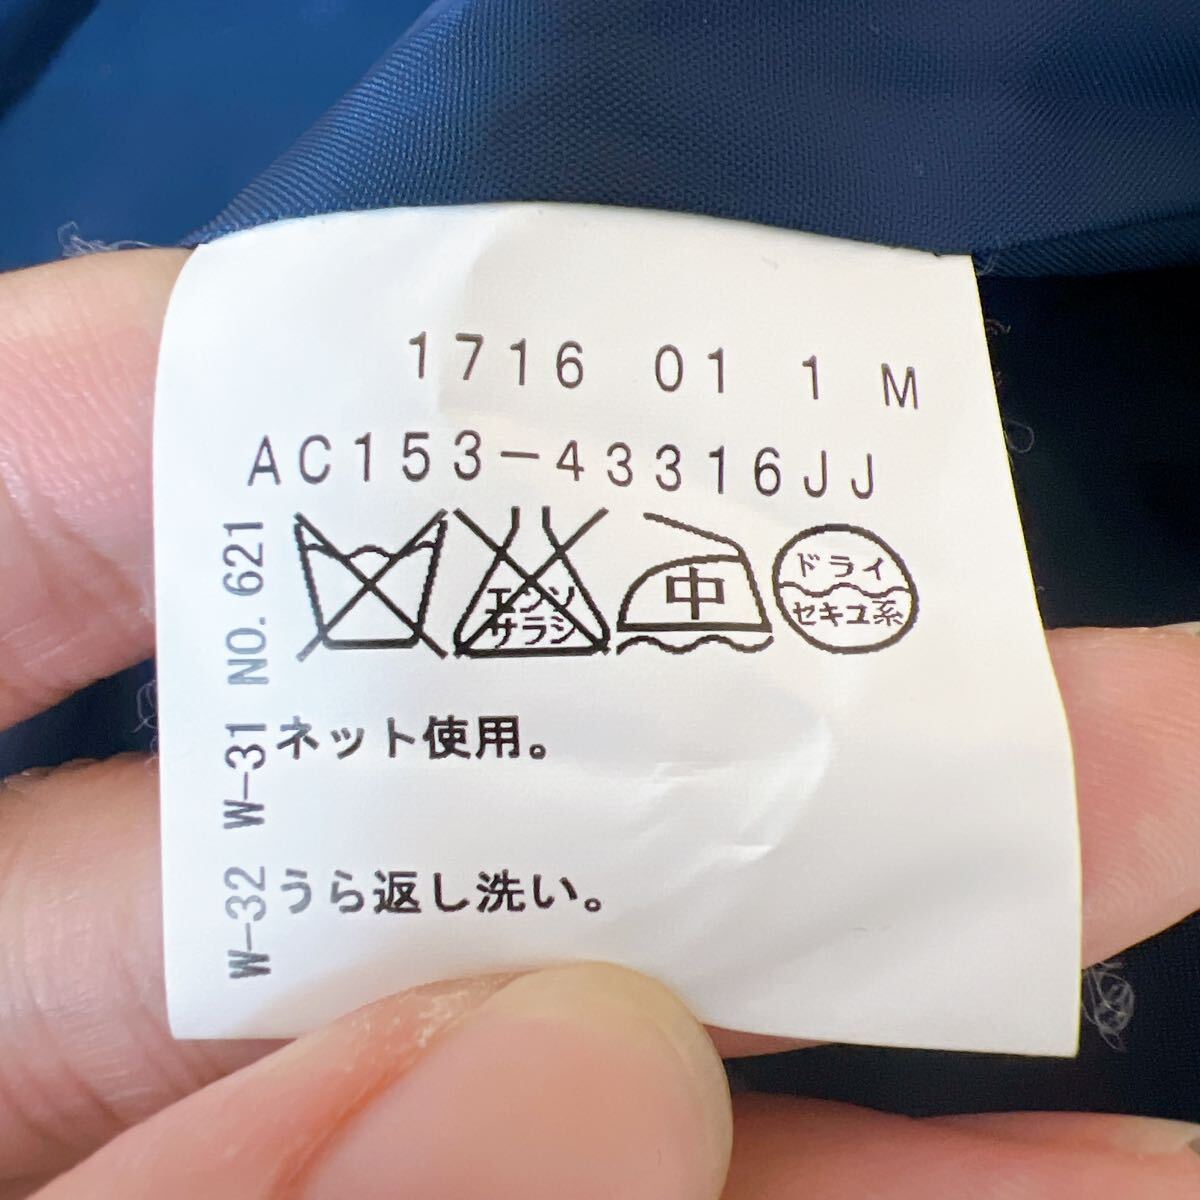 1716 01 1 M
AC153-43316JJ
エンソ
サラシ
中
ドライ
セキユ系
ネット使用。
うら返し洗い。
W-32 W-31 NO. 621